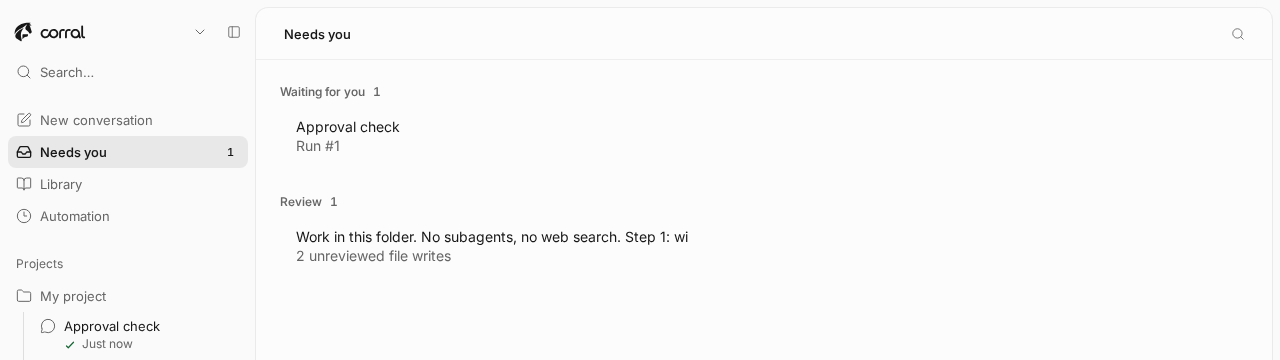 corral
Search...
New conversation
Needs you 1
Library
Automation
Projects
My project
Approval check
Just now
Needs you
Waiting for you 1
Approval check
Run #1
Review 1
Work in this folder. No subagents, no web search. Step 1: wi
2 unreviewed file writes